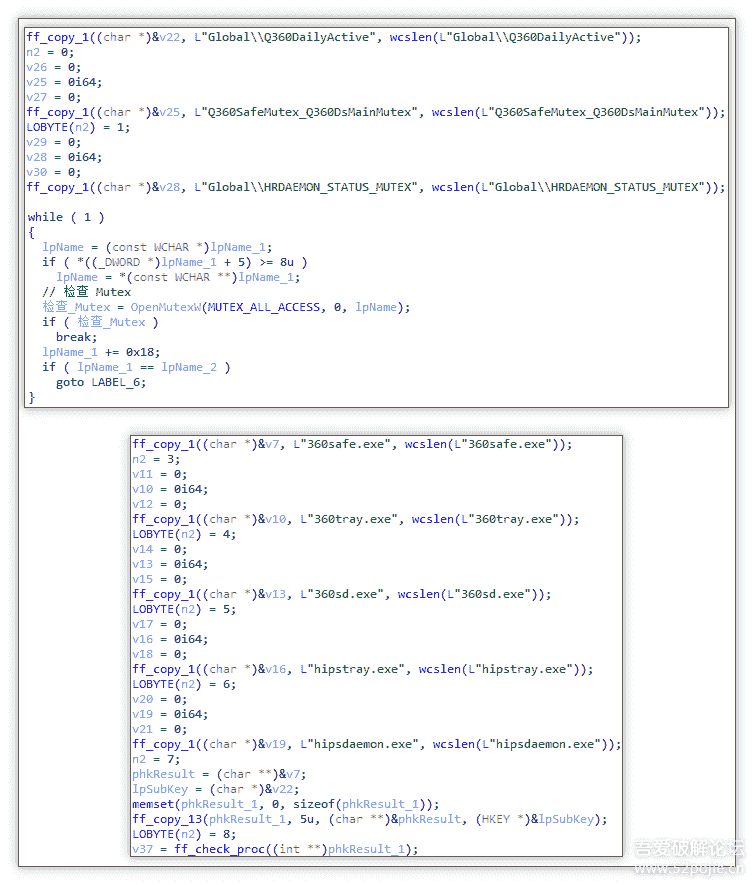 ff_copy_1((char *)&v22, L"Global\\Q360DailyActive", wcslen(L"Global\\Q360DailyActive"));
n2 = 0;
v26 = 0;
v25 = 0i64;
v27 = 0;
ff_copy_1((char *)&v25, L"Q360SafeMutex_Q360DsMainMutex", wcslen(L"Q360SafeMutex_Q360DsMainMutex"));
LOBYTE(n2) = 1;
v29 = 0;
v28 = 0i64;
v30 = 0;
ff_copy_1((char *)&v28, L"Global\\HRDAEMON_STATUS_MUTEX", wcslen(L"Global\\HRDAEMON_STATUS_MUTEX"));
while ( 1 )
{
lpName = (const WCHAR *)lpName_1;
if ( *((_DWORD *)lpName_1 + 5) >= 8u )
lpName = *(const WCHAR **)lpName_1;
// 检查 Mutex
检查_Mutex = OpenMutexW(MUTEX_ALL_ACCESS, 0, lpName);
if ( 检查_Mutex )
break;
lpName_1 += 0x18;
if ( lpName_1 == lpName_2 )
goto LABEL_6;
}
ff_copy_1((char *)&v7, L"360safe.exe", wcslen(L"360safe.exe"));
n2 = 3;
v11 = 0;
v10 = 0i64;
v12 = 0;
ff_copy_1((char *)&v10, L"360tray.exe", wcslen(L"360tray.exe"));
LOBYTE(n2) = 4;
v14 = 0;
v13 = 0i64;
v15 = 0;
ff_copy_1((char *)&v13, L"360sd.exe", wcslen(L"360sd.exe"));
LOBYTE(n2) = 5;
v17 = 0;
v16 = 0i64;
v18 = 0;
ff_copy_1((char *)&v16, L"hipstray.exe", wcslen(L"hipstray.exe"));
LOBYTE(n2) = 6;
v20 = 0;
v19 = 0i64;
v21 = 0;
ff_copy_1((char *)&v19, L"hipsdaemon.exe", wcslen(L"hipsdaemon.exe"));
n2 = 7;
phkResult = (char **)&v7;
lpSubKey = (char *)&v22;
memset(phkResult_1, 0, sizeof(phkResult_1));
ff_copy_13(phkResult_1, 5u, (char **)&phkResult, (HKEY *)&lpSubKey);
LOBYTE(n2) = 8;
v37 = ff_check_proc((int **)phkResult_1);
吾爱破解论坛
www.52pojie.cn